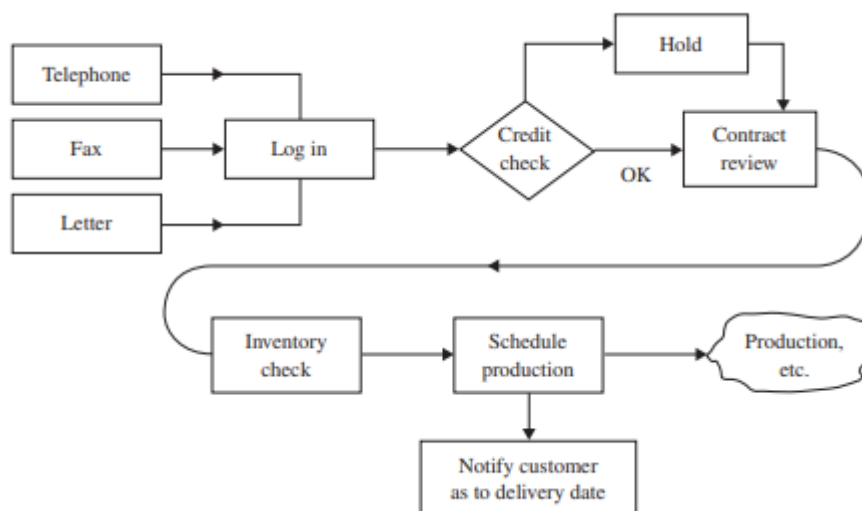 Telephone
Fax
Letter
Log in
Credit
check
OK
Hold
Contract
review
Inventory
check
Schedule
production
Production,
etc.
Notify customer
as to delivery date